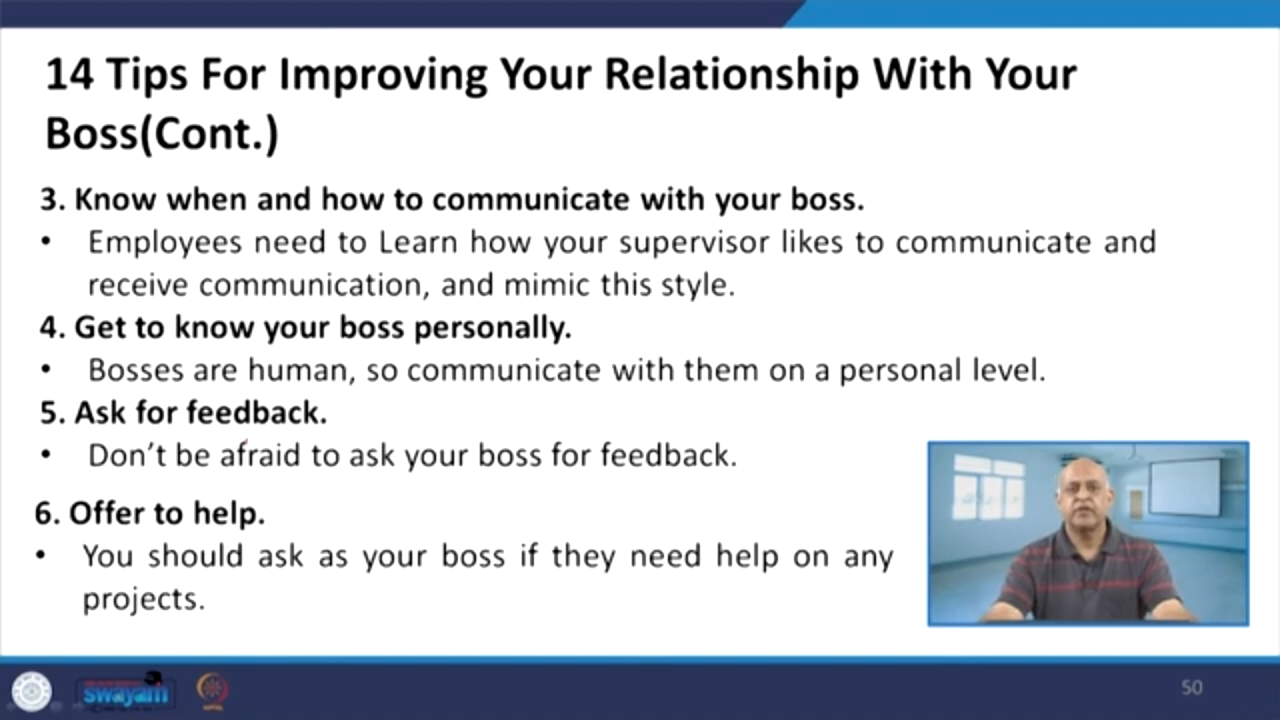 14 Tips For Improving Your Relationship With Your
Boss(Cont.)
3. Know when and how to communicate with your boss.
• Employees need to Learn how your supervisor likes to communicate and
receive communication, and mimic this style.
4. Get to know your boss personally.
• Bosses are human, so communicate with them on a personal level.
5. Ask for feedback.
• Don’t be afraid to ask your boss for feedback.
6. Offer to help.
• You should ask as your boss if they need help on any
projects.
swayam
50